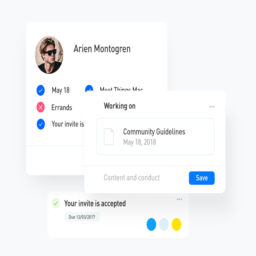 Arien Montogren
May 18
Meet Things Mac
Errands
Your invite is
Working on
Community Guidelines
May 18, 2018
Content and conduct
Save
Your invite is accepted
Due 12/03/2017